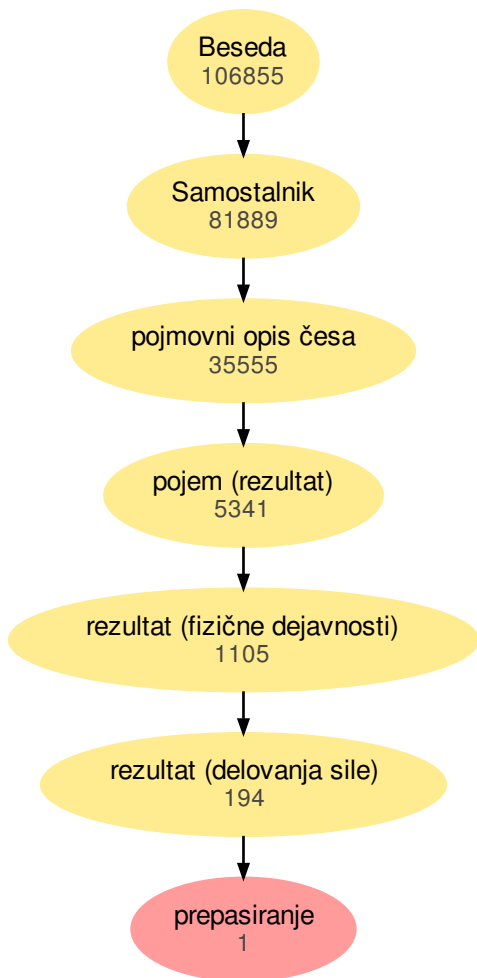 Beseda
106855
Samostalnik
81889
pojmovni opis česa
35555
pojem (rezultat)
5341
rezultat (fizične dejavnosti)
1105
rezultat (delovanja sile)
194
prepasiranje
1